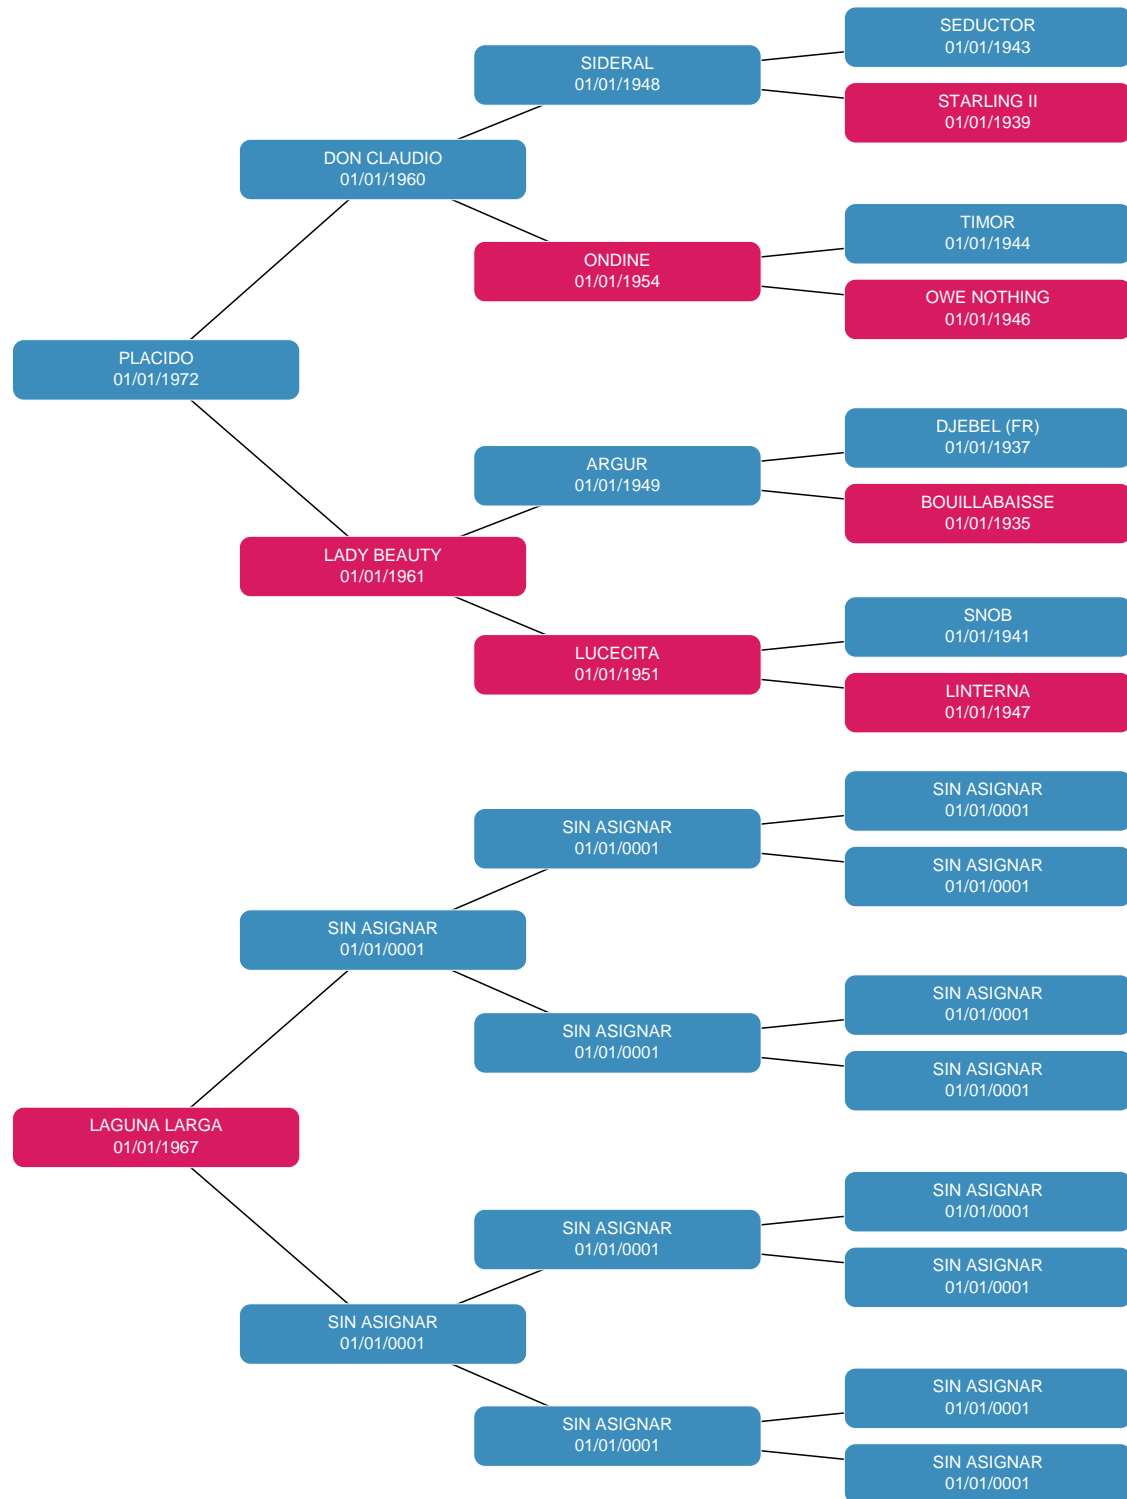 SEDUCTOR
01/01/1943
SIDERAL
01/01/1948
STARLING II
01/01/1939
DON CLAUDIO
01/01/1960
TIMOR
01/01/1944
ONDINE
01/01/1954
OWE NOTHING
01/01/1946
PLACIDO
01/01/1972
DJEBEL (FR)
01/01/1937
ARGUR
01/01/1949
BOUILLABAISSE
01/01/1935
LADY BEAUTY
01/01/1961
SNOB
01/01/1941
LUCECITA
01/01/1951
LINTERNA
01/01/1947
SIN ASIGNAR
01/01/0001
SIN ASIGNAR
01/01/0001
SIN ASIGNAR
01/01/0001
SIN ASIGNAR
01/01/0001
SIN ASIGNAR
01/01/0001
SIN ASIGNAR
01/01/0001
SIN ASIGNAR
01/01/0001
LAGUNA LARGA
01/01/1967
SIN ASIGNAR
01/01/0001
SIN ASIGNAR
01/01/0001
SIN ASIGNAR
01/01/0001
SIN ASIGNAR
01/01/0001
SIN ASIGNAR
01/01/0001
SIN ASIGNAR
01/01/0001
SIN ASIGNAR
01/01/0001